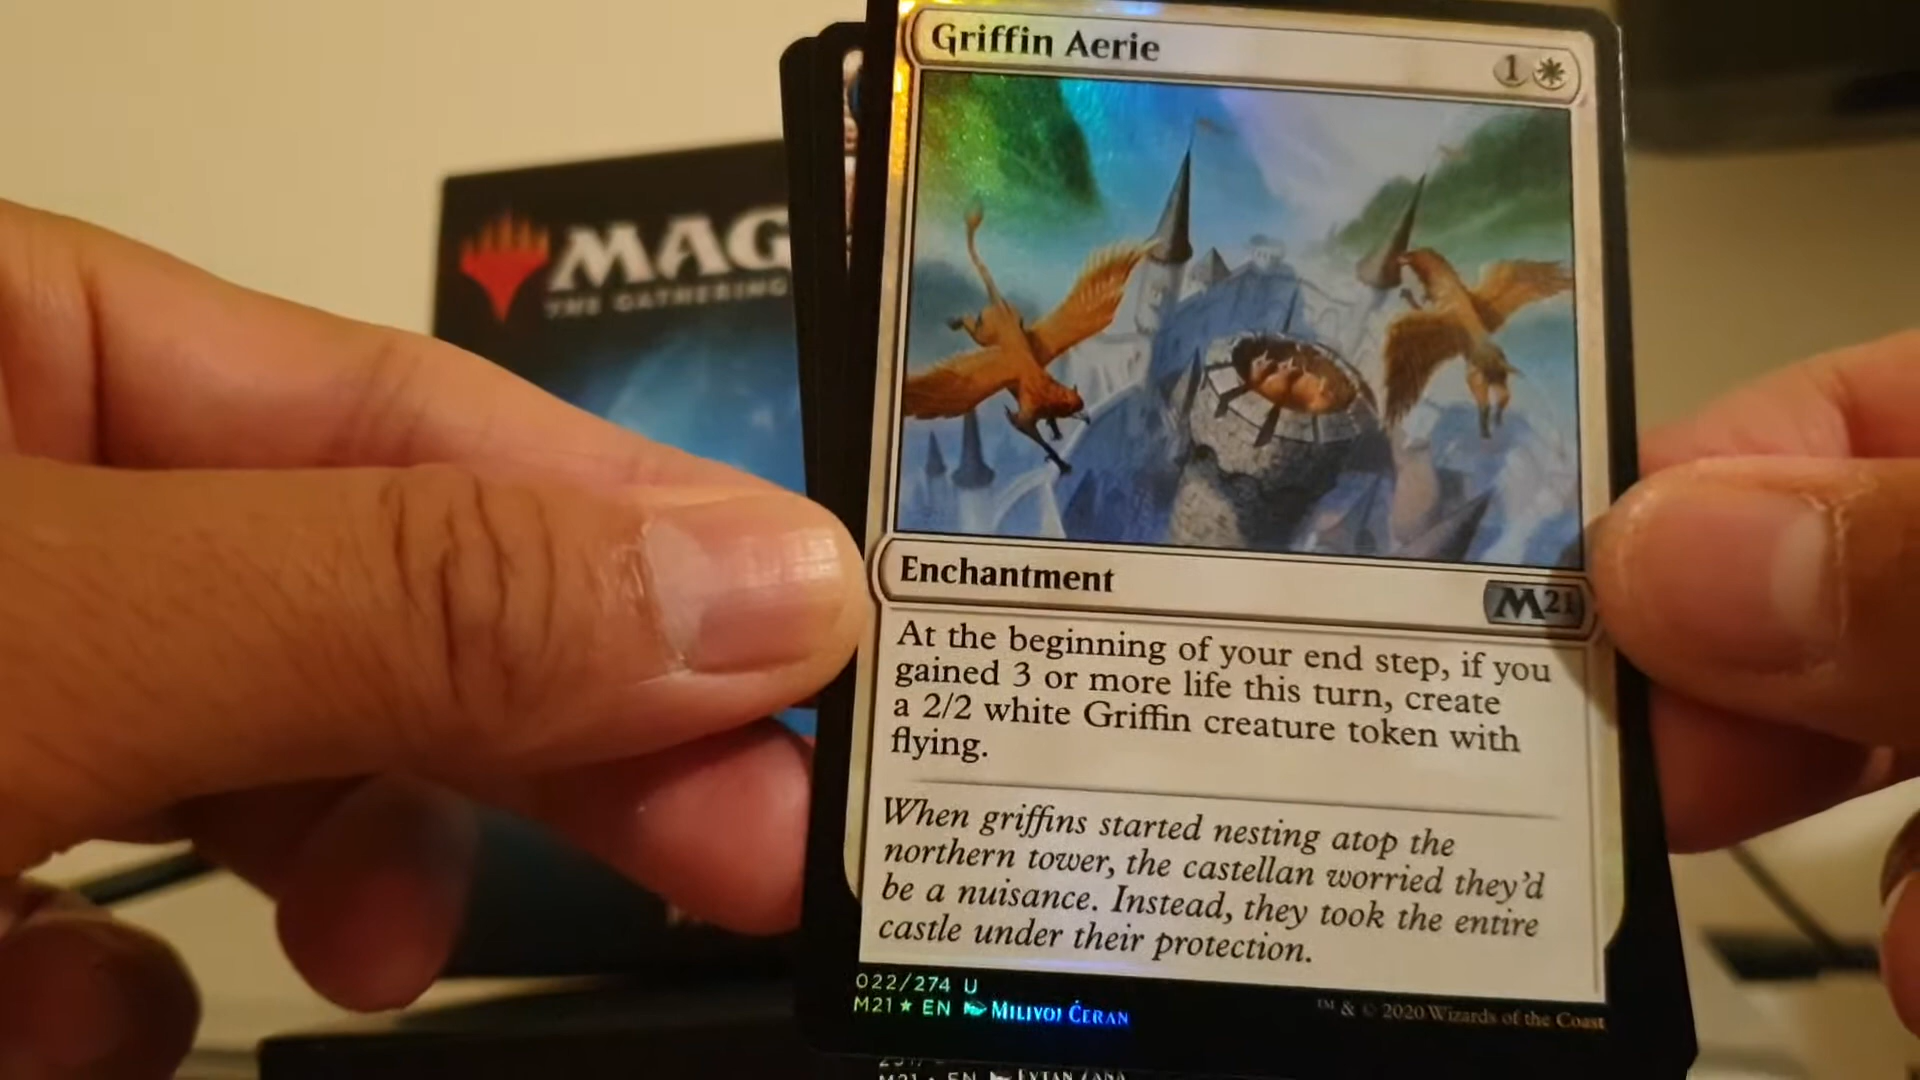 Griffin Aerie
1
MAG
THE GATHERING
Enchantment
M21
At the beginning of your end step, if you
gained 3 or more life this turn, create
a 2/2 white Griffin creature token with
flying.
When griffins started nesting atop the
northern tower, the castellan worried they’d
be a nuisance. Instead, they took the entire
castle under their protection.
022/274 U
M21 ★ EN MILIVOJ ĆERAN
™ & © 2020 Wizards of the Coast